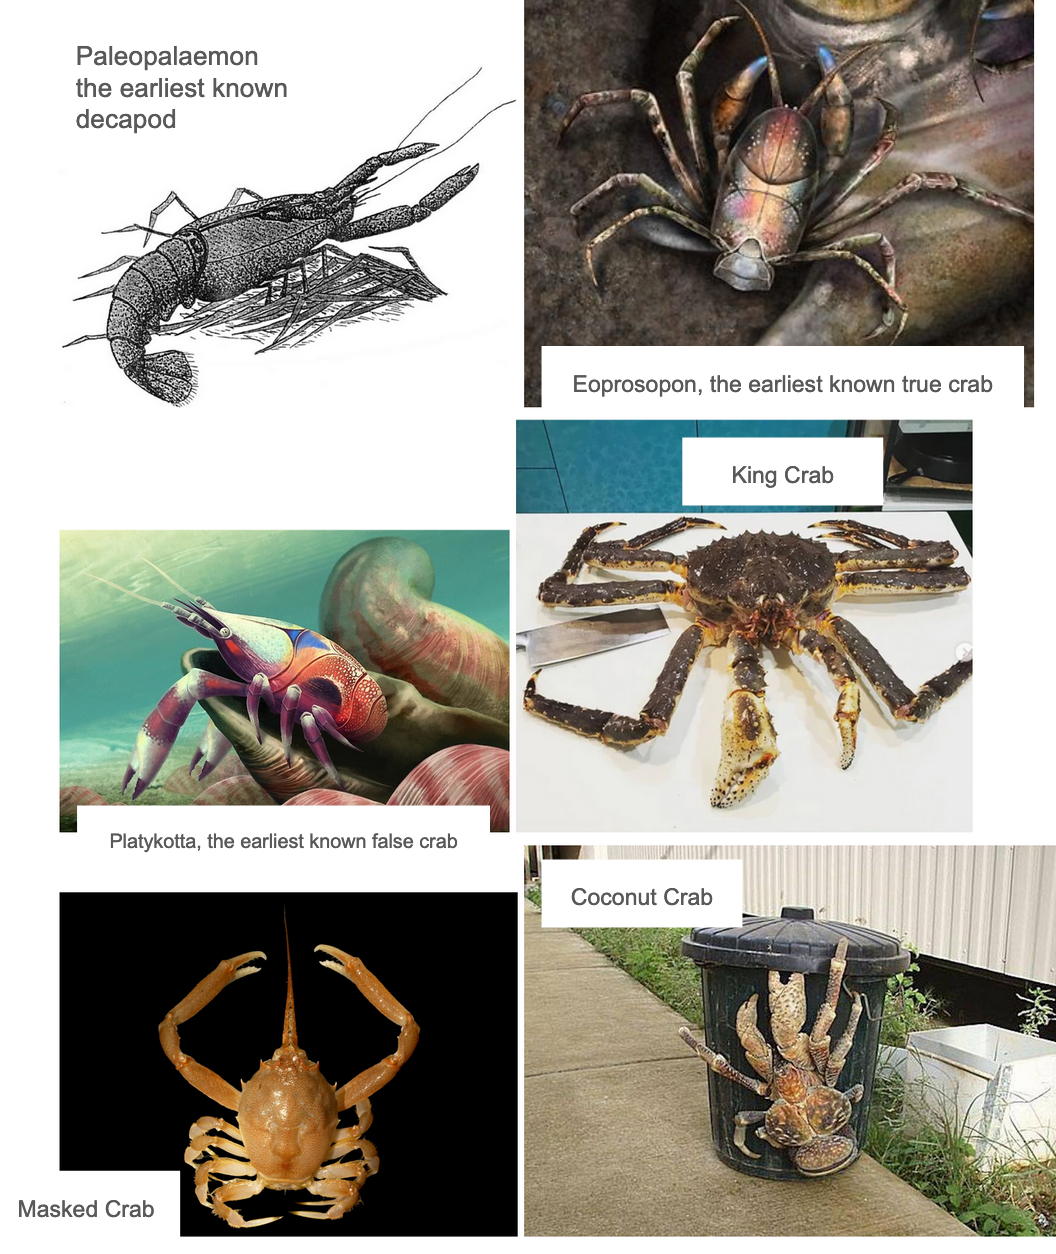 Paleopalaemon
the earliest known
decapod
Eoprosopon, the earliest known true crab
King Crab
Platykotta, the earliest known false crab
Coconut Crab
Masked Crab